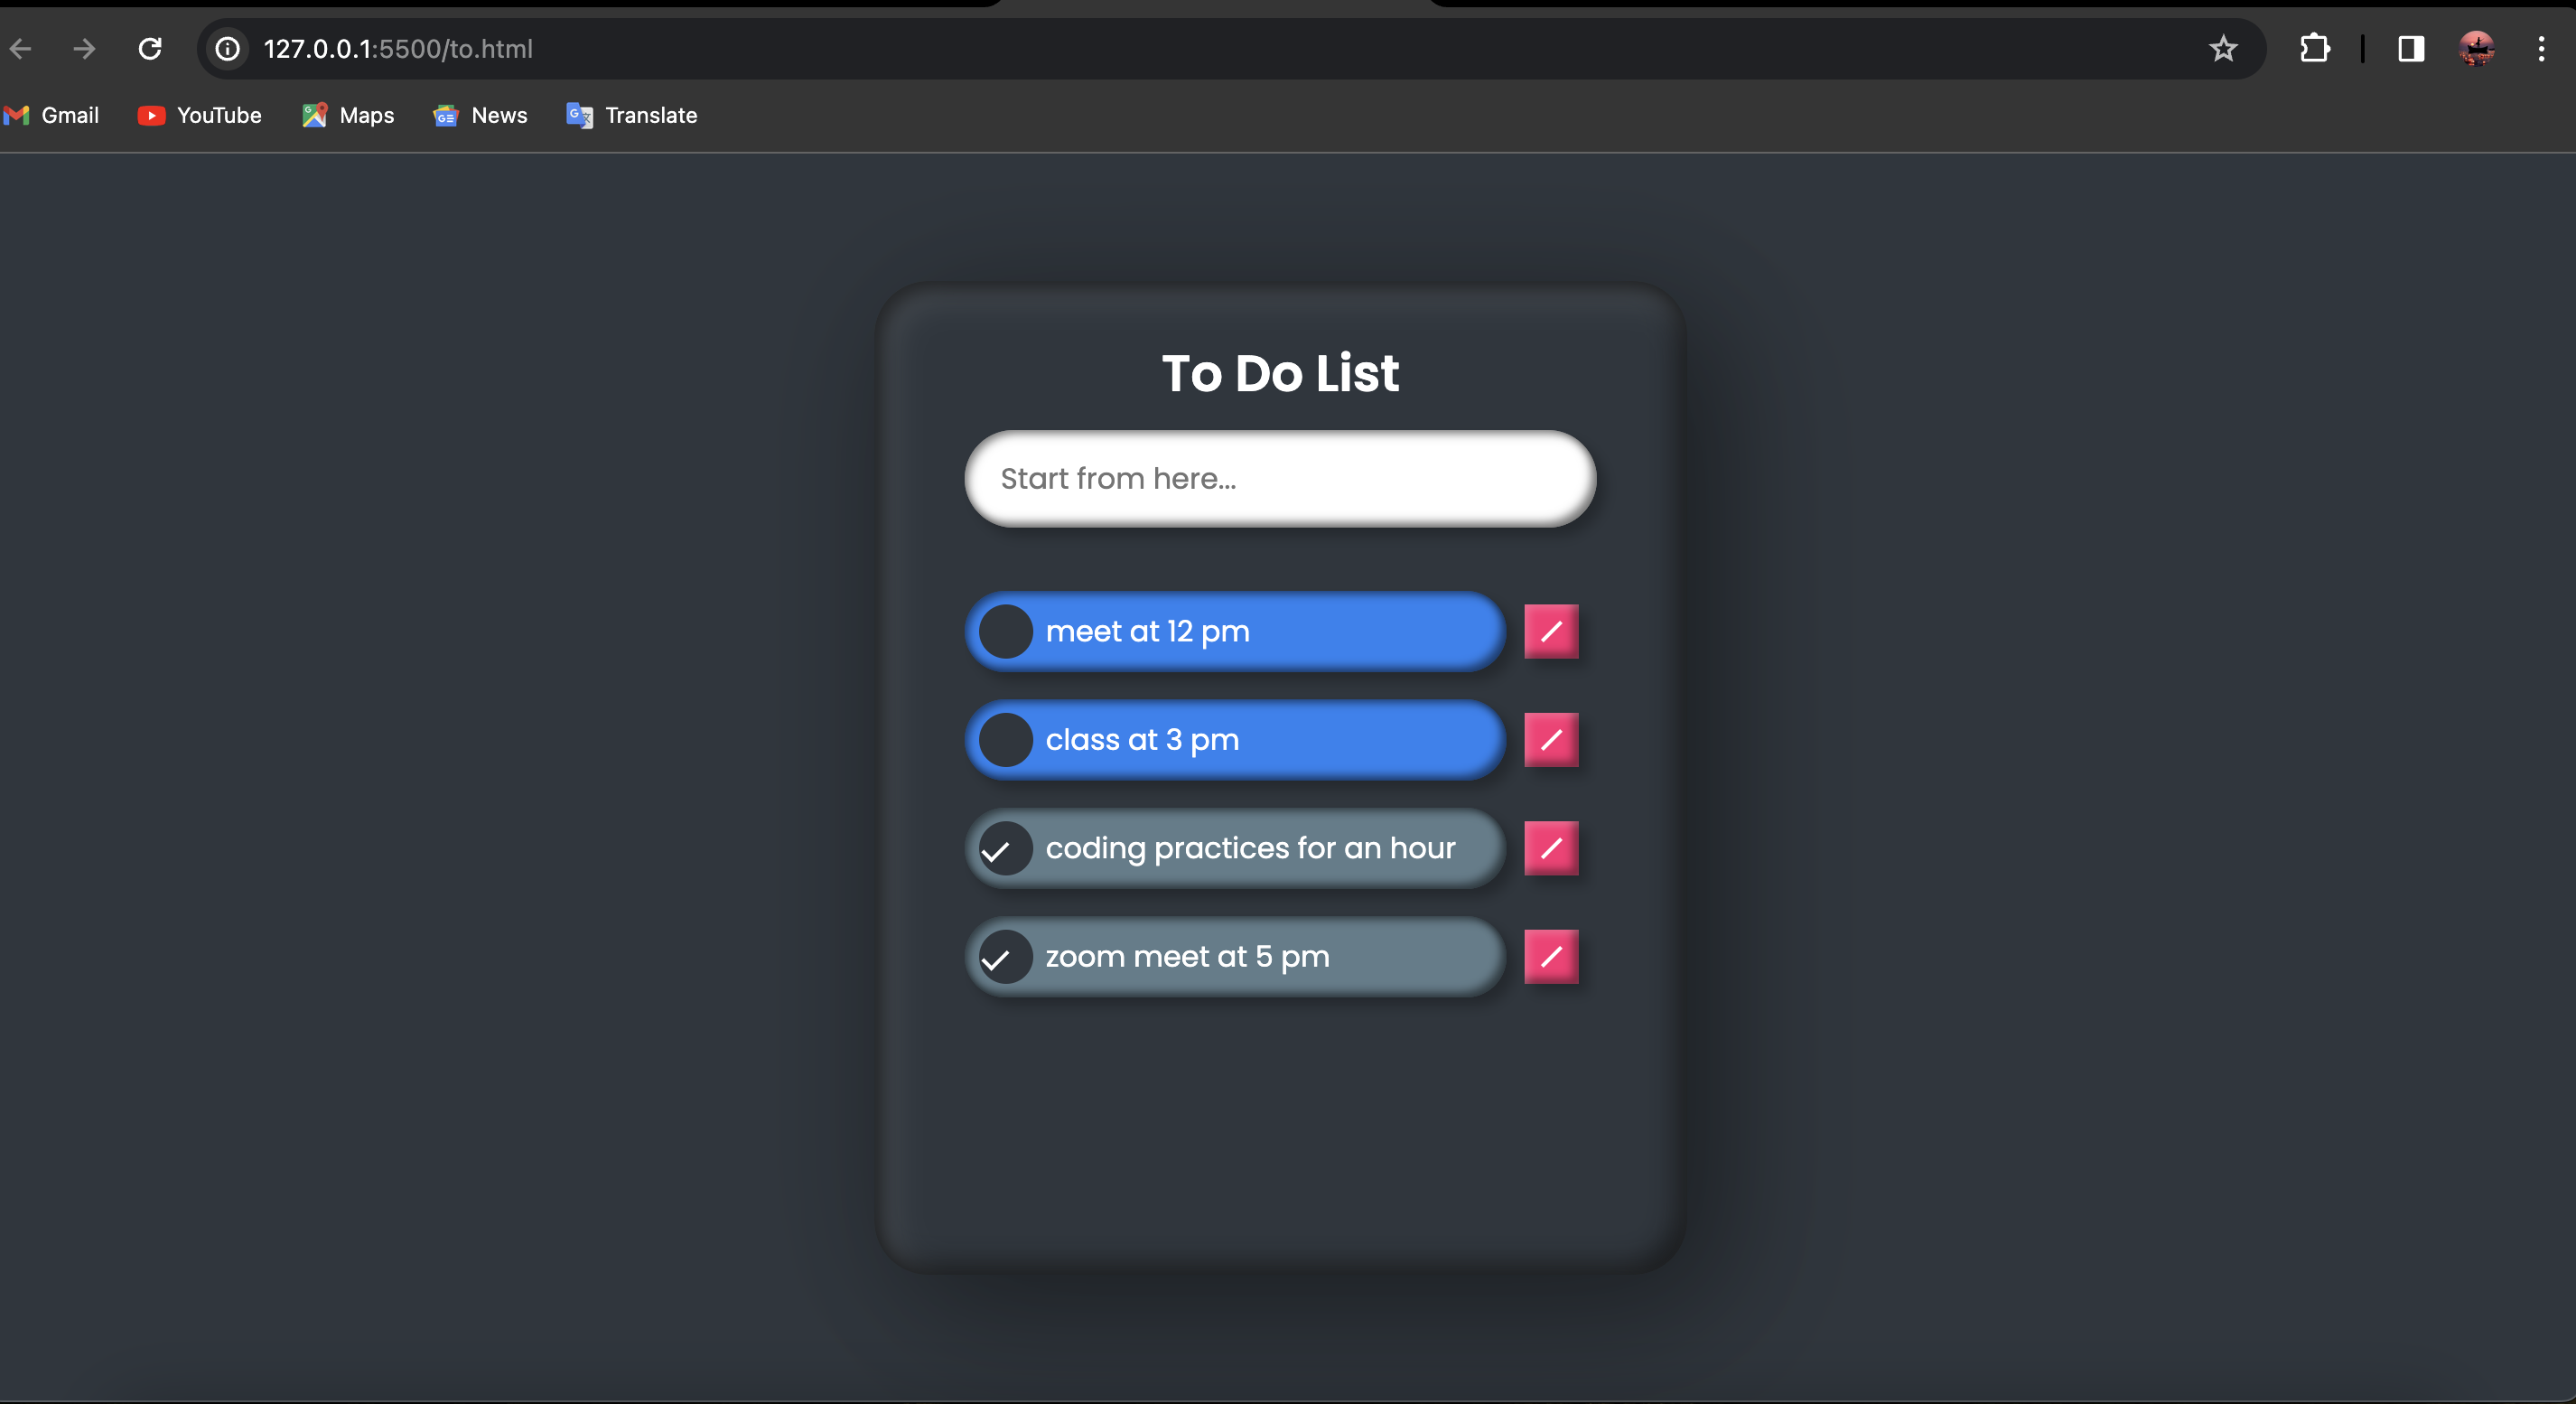 127.0.0.1:5500/to.html
Gmail YouTube Maps News Translate
To Do List
Start from here...
meet at 12 pm
class at 3 pm
coding practices for an hour
zoom meet at 5 pm